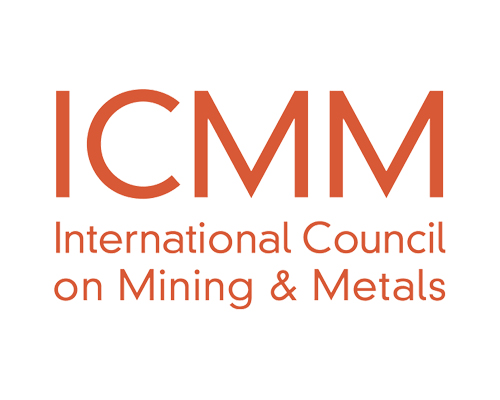 ICMM
International Council
on Mining & Metals